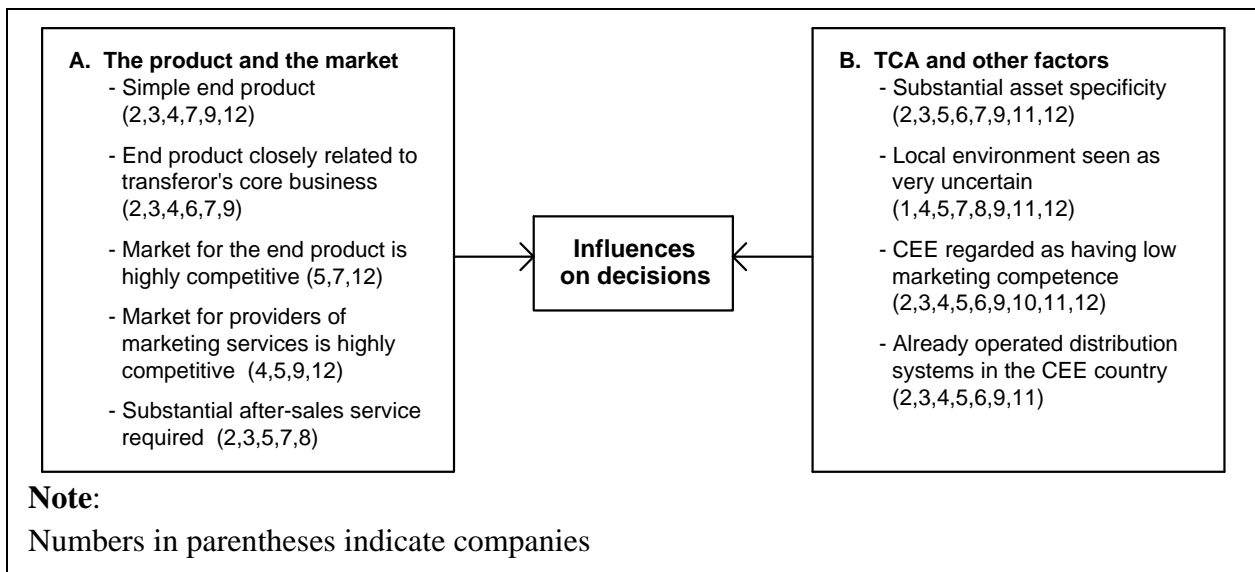 A. The product and the market
- Simple end product
(2,3,4,7,9,12)
- End product closely related to
transferor's core business
(2,3,4,6,7,9)
- Market for the end product is
highly competitive (5,7,12)
- Market for providers of
marketing services is highly
competitive (4,5,9,12)
- Substantial after-sales service
required (2,3,5,7,8)
Influences
on decisions
B. TCA and other factors
- Substantial asset specificity
(2,3,5,6,7,9,11,12)
- Local environment seen as
very uncertain
(1,4,5,7,8,9,11,12)
- CEE regarded as having low
marketing competence
(2,3,4,5,6,9,10,11,12)
- Already operated distribution
systems in the CEE country
(2,3,4,5,6,9,11)
Note:
Numbers in parentheses indicate companies